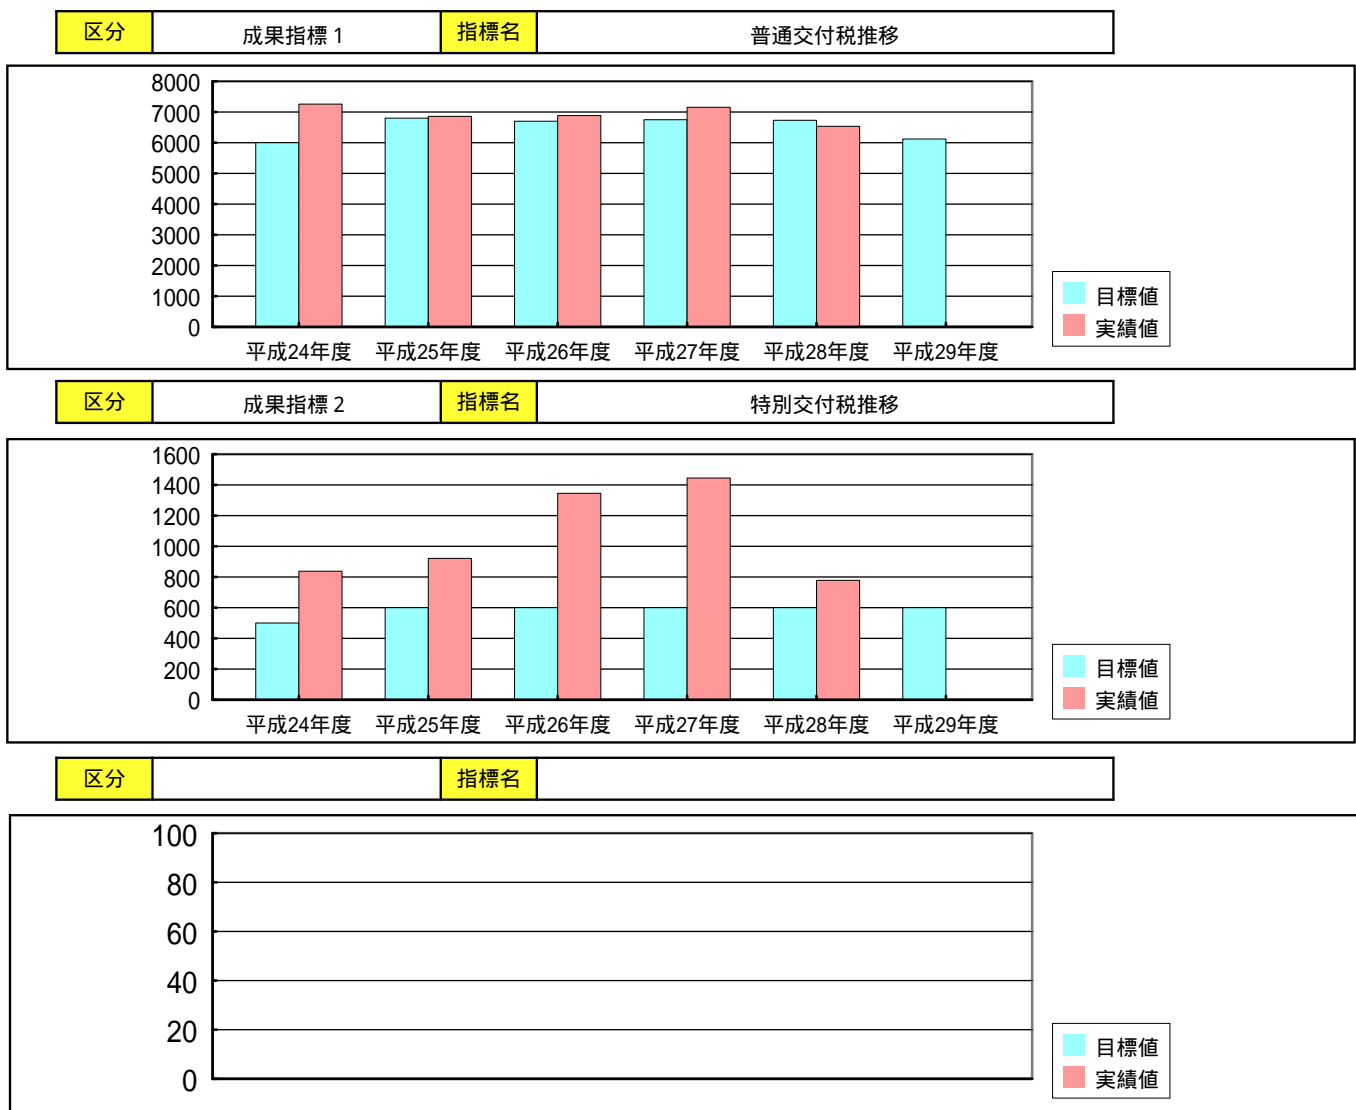 区分 成果指標1 指標名 普通交付税推移
8000
7000
6000
5000
4000
3000
2000
1000
0
平成24年度 平成25年度 平成26年度 平成27年度 平成28年度 平成29年度
目標値
実績値
区分 成果指標2 指標名 特別交付税推移
1600
1400
1200
1000
800
600
400
200
0
平成24年度 平成25年度 平成26年度 平成27年度 平成28年度 平成29年度
目標値
実績値
区分 指標名
100
80
60
40
20
0
目標値
実績値